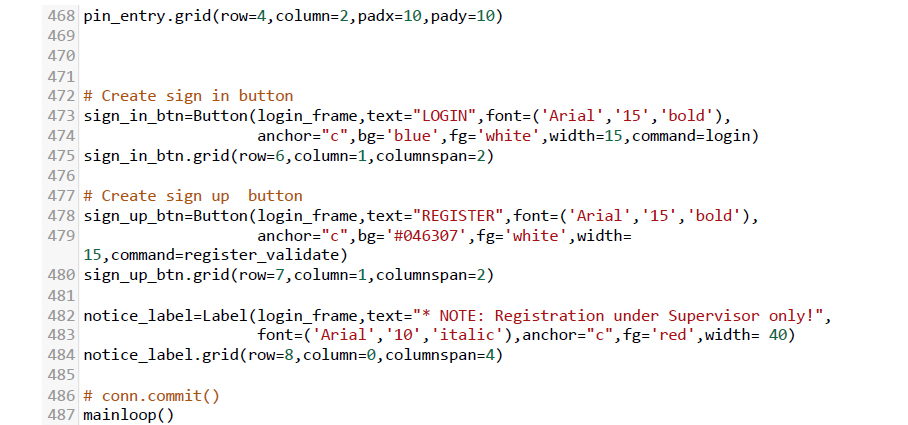 468 pin_entry.grid(row=4,column=2,padx=10,pady=10)
469
470
471
472 # Create sign in button
473 sign_in_btn=Button(login_frame,text="LOGIN",font=('Arial','15','bold'),
474                    anchor="c",bg='blue',fg='white',width=15,command=login)
475 sign_in_btn.grid(row=6,column=1,columnspan=2)
476
477 # Create sign up  button
478 sign_up_btn=Button(login_frame,text="REGISTER",font=('Arial','15','bold'),
479                    anchor="c",bg='#046307',fg='white',width=
15,command=register_validate)
480 sign_up_btn.grid(row=7,column=1,columnspan=2)
481
482 notice_label=Label(login_frame,text="* NOTE: Registration under Supervisor only!",
483                    font=('Arial','10','italic'),anchor="c",fg='red',width= 40)
484 notice_label.grid(row=8,column=0,columnspan=4)
485
486 # conn.commit()
487 mainloop()